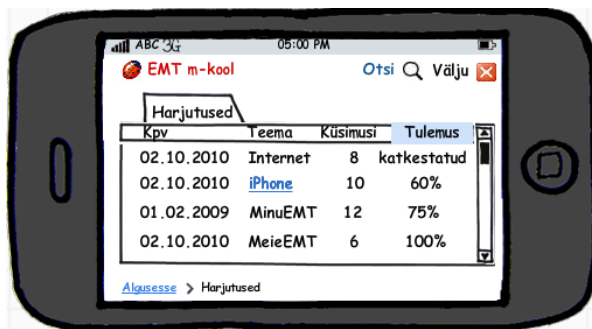 ABC 3G 05:00 PM
EMT m-kool Otsi Välju
Harjutused
Kpv Teema Küsimusi Tulemus
02.10.2010 Internet 8 katkestatud
02.10.2010 iPhone 10 60%
01.02.2009 MinuEMT 12 75%
02.10.2010 MeieEMT 6 100%
Algusesse > Harjutused